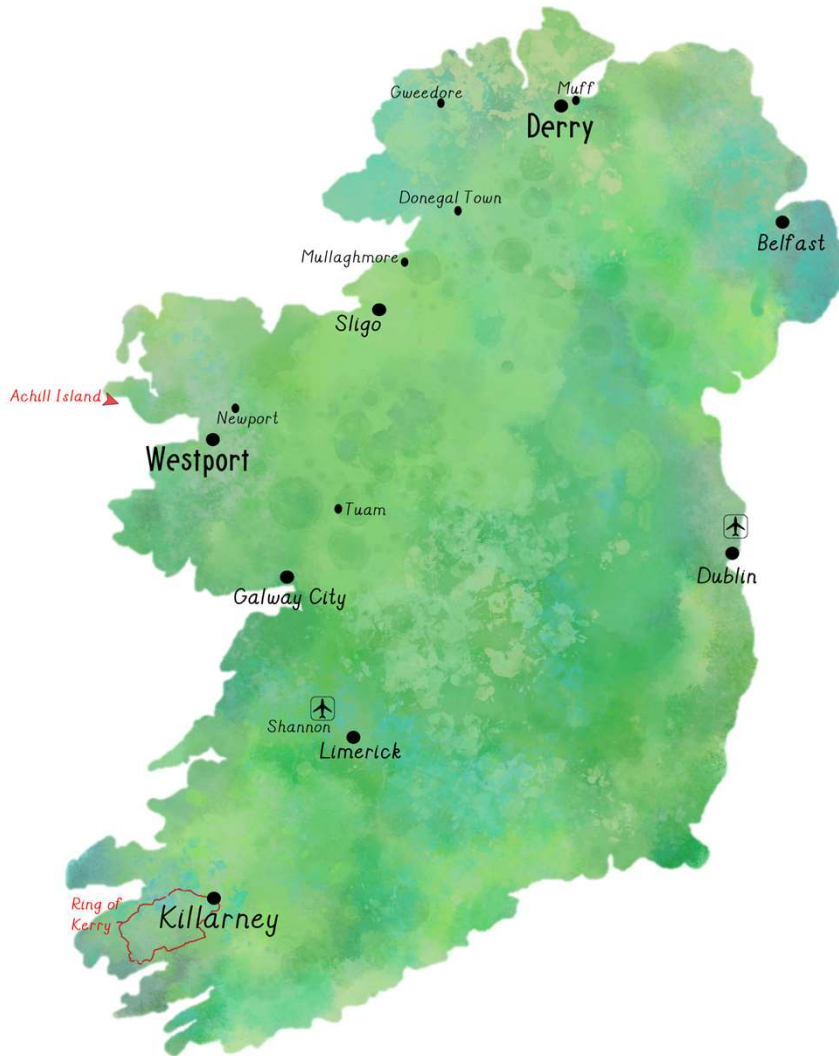 Muff
Gweedore
Derry
Donegal Town
Belfast
Mullaghmore
Sligo
Achill Island
Newport
Westport
Tuam
Dublin
Galway City
Shannon
Limerick
Ring of
Kerry
Killarney